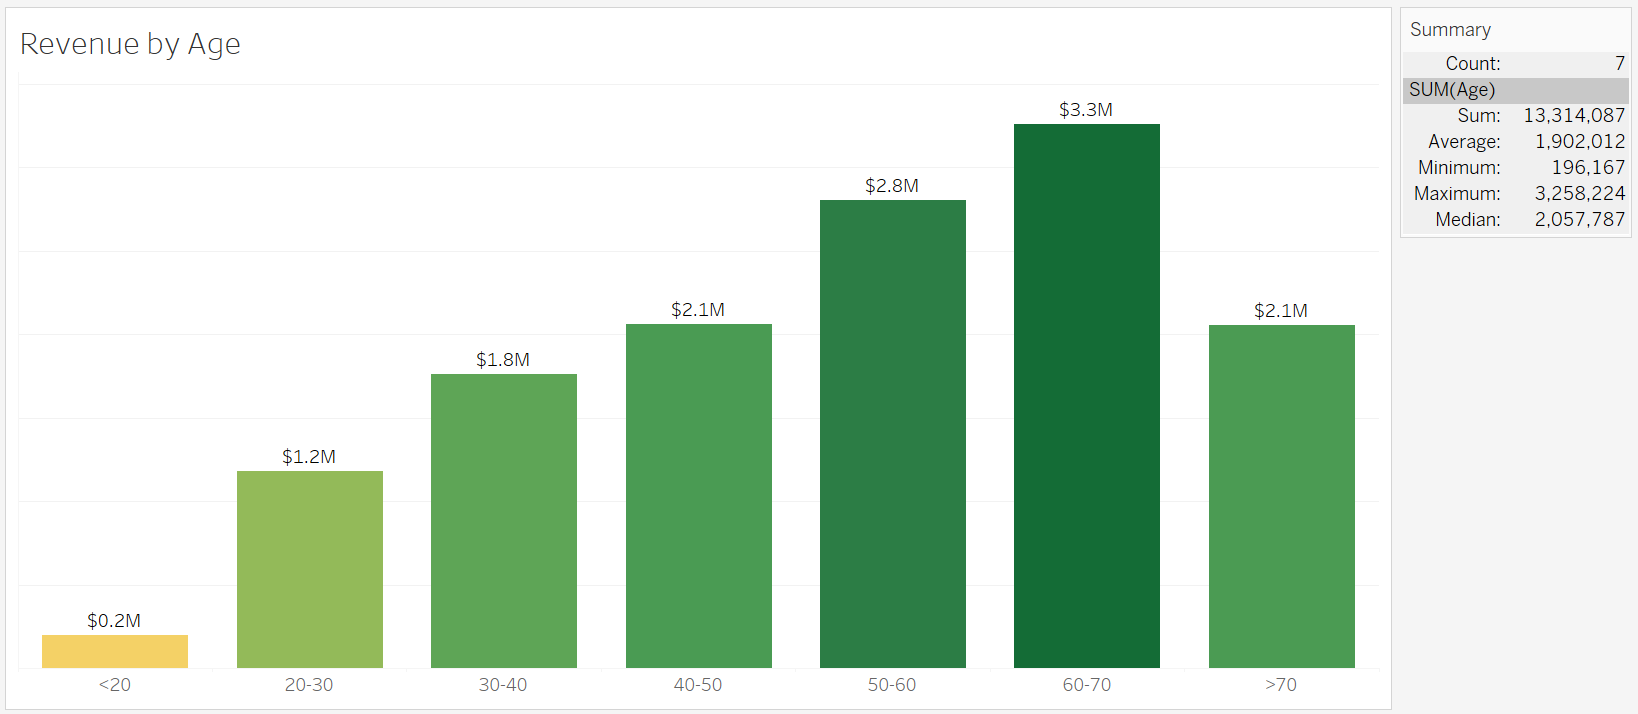 Revenue by Age
$0.2M
$1.2M
$1.8M
$2.1M
$2.8M
$3.3M
$2.1M
<20
20-30
30-40
40-50
50-60
60-70
>70
Summary
Count: 7
SUM(Age)
Sum: 13,314,087
Average: 1,902,012
Minimum: 196,167
Maximum: 3,258,224
Median: 2,057,787